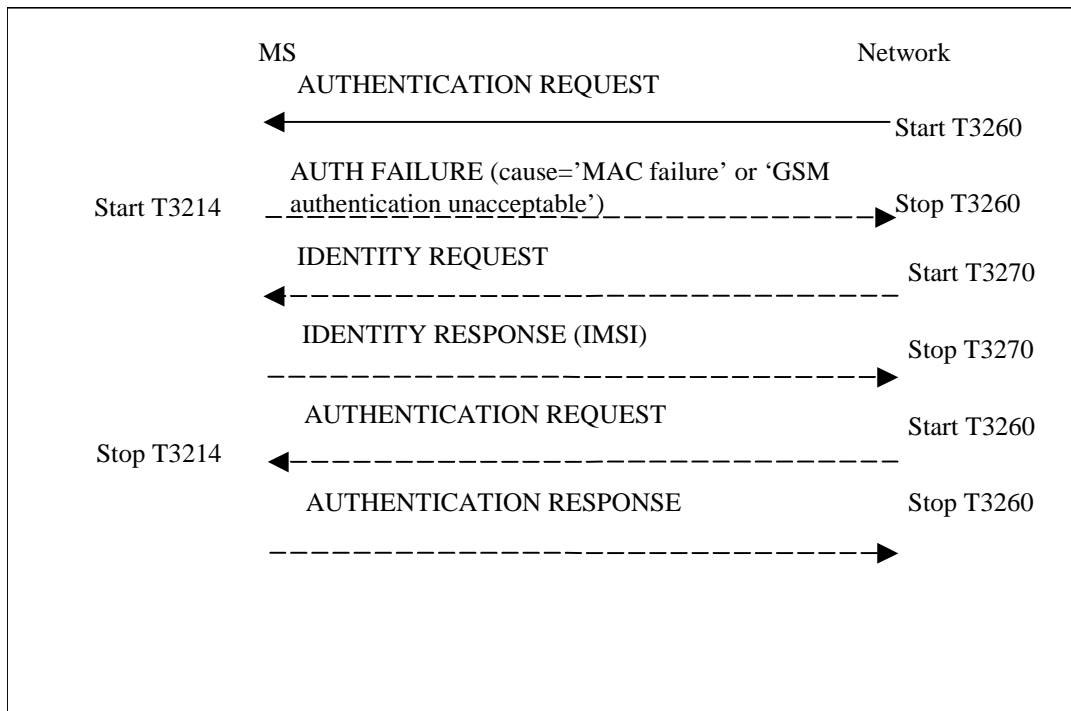 MS
Network
AUTHENTICATION REQUEST
Start T3260
AUTH FAILURE (cause=’MAC failure’ or ‘GSM
authentication unacceptable’)
Start T3214
Stop T3260
IDENTITY REQUEST
Start T3270
IDENTITY RESPONSE (IMSI)
Stop T3270
AUTHENTICATION REQUEST
Start T3260
Stop T3214
AUTHENTICATION RESPONSE
Stop T3260